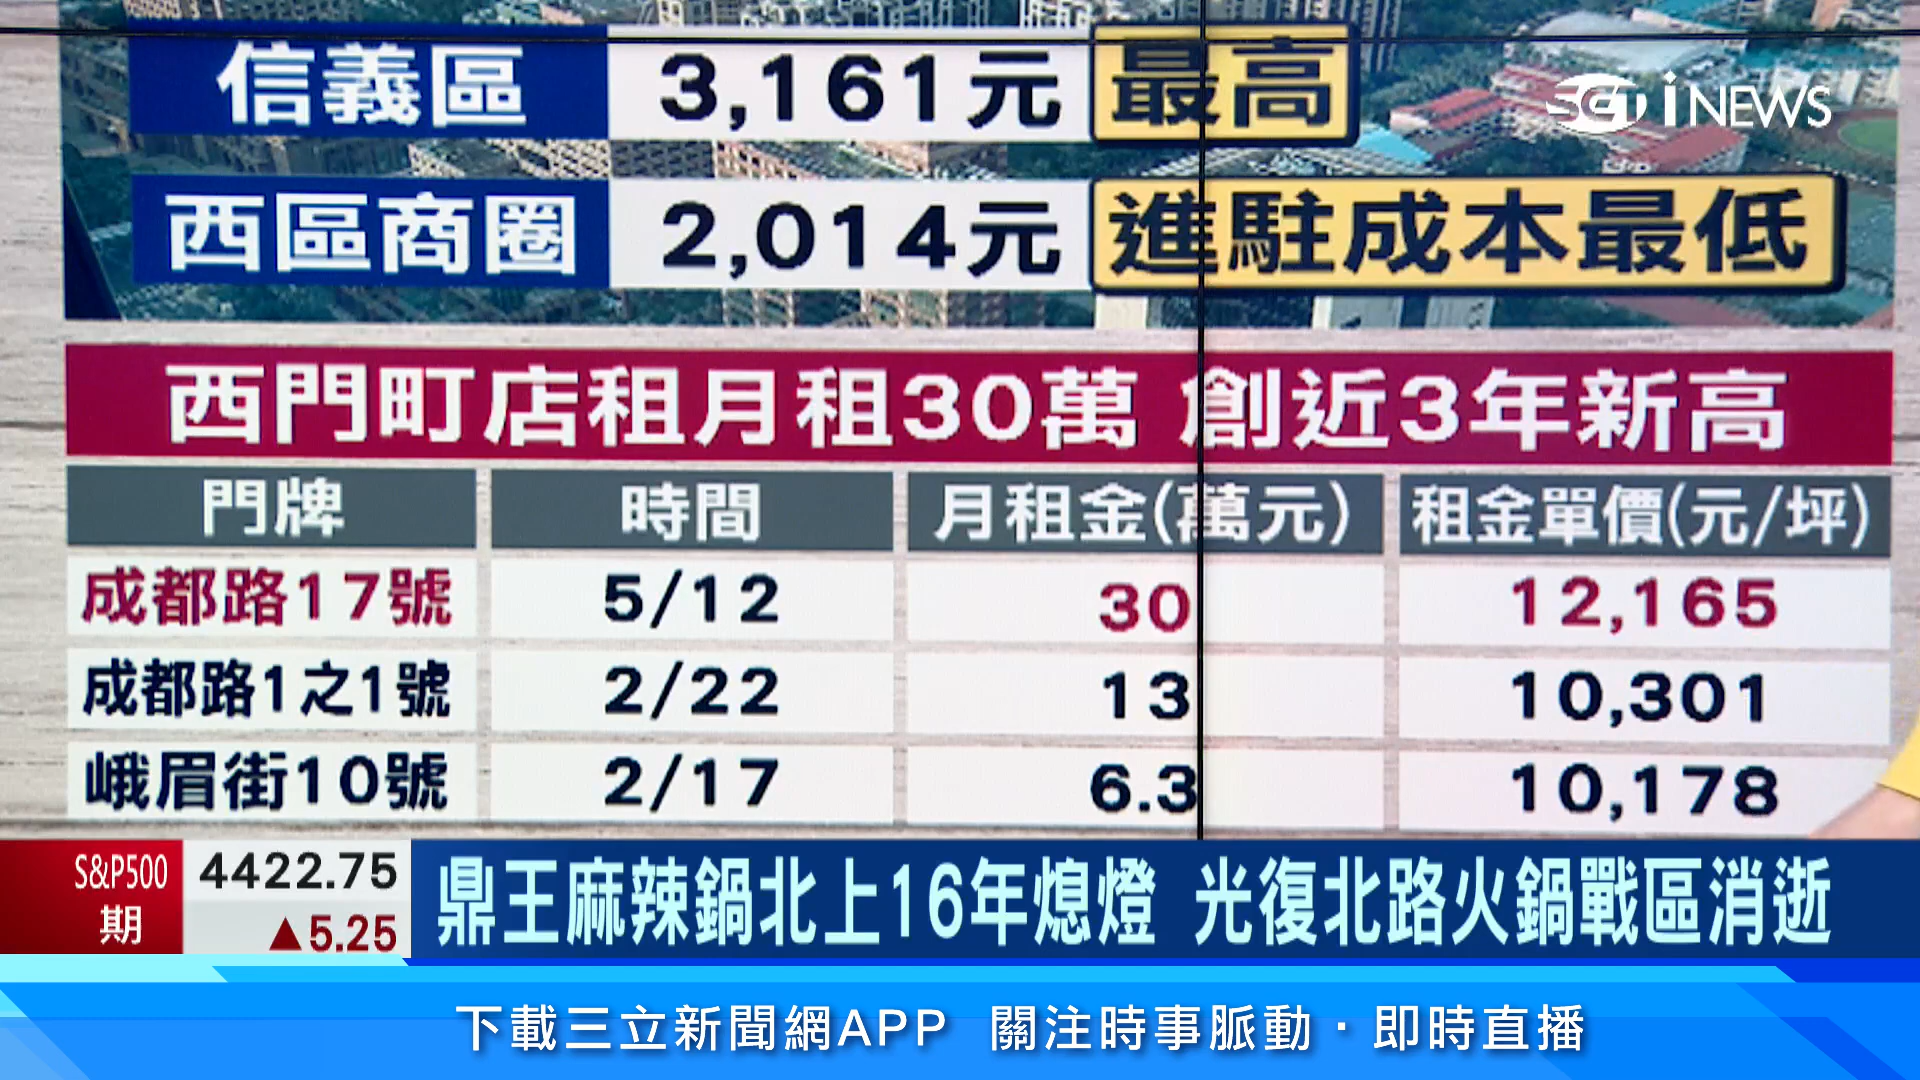 信義區 3,161元 最高
SETiNEWS
西區商圈 2,014元 進駐成本最低
西門町店租月租30萬 創近3年新高
門牌 時間 月租金(萬元) 租金單價(元/坪)
成都路17號 5/12 30 12,165
成都路1之1號 2/22 13 10,301
峨眉街10號 2/17 6.3 10,178
S&P500期 4422.75 ▲5.25
鼎王麻辣鍋北上16年熄燈 光復北路火鍋戰區消逝
下載三立新聞網APP 關注時事脈動·即時直播